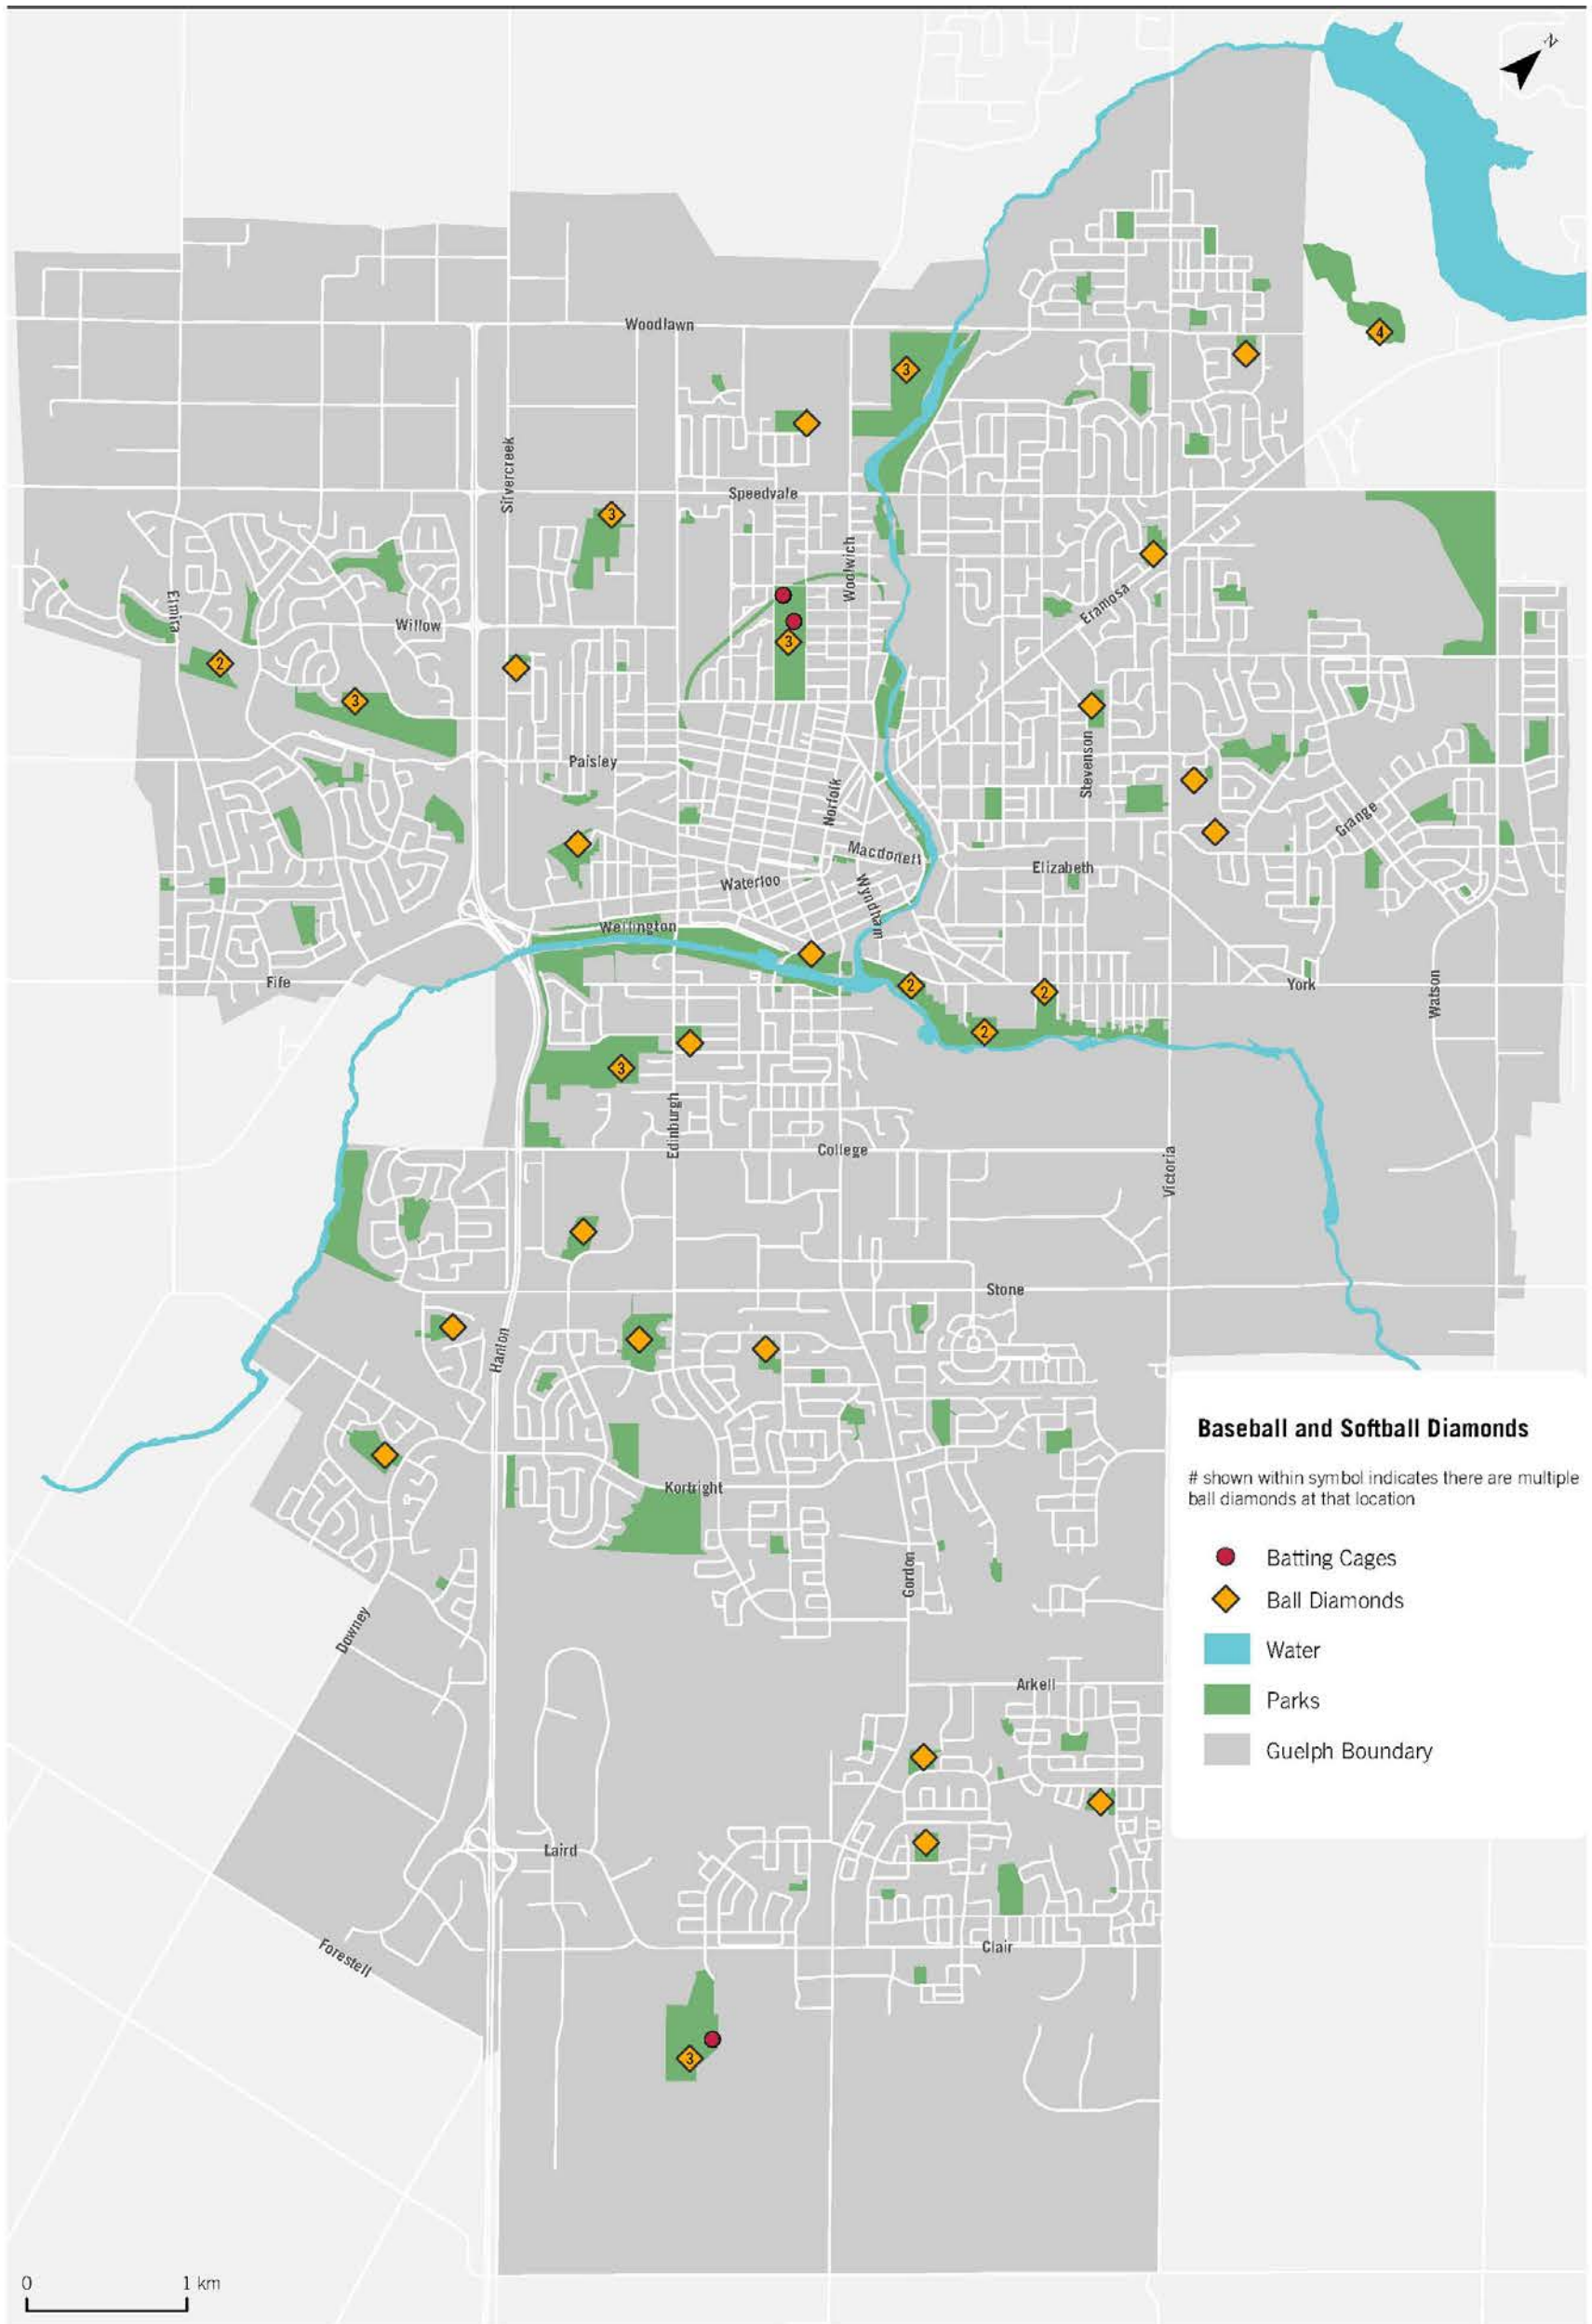 N
Woodlawn
4
3
Silvercreek
Speedvale
3
Woolwich
Elmira
Eramosa
Willow
3
2
3
Stevenson
Paisley
Norfolk
Grange
Macdonell
Elizabeth
Waterloo
Wyndham
Wellington
Fife
2
2
York
Watson
2
3
Edinburgh
College
Victoria
Stone
Hanlon
Baseball and Softball Diamonds
# shown within symbol indicates there are multiple
ball diamonds at that location
Kortright
Batting Cages
Gordon
Ball Diamonds
Downey
Water
Arkell
Parks
Guelph Boundary
Laird
Clair
Forestell
3
0 1 km